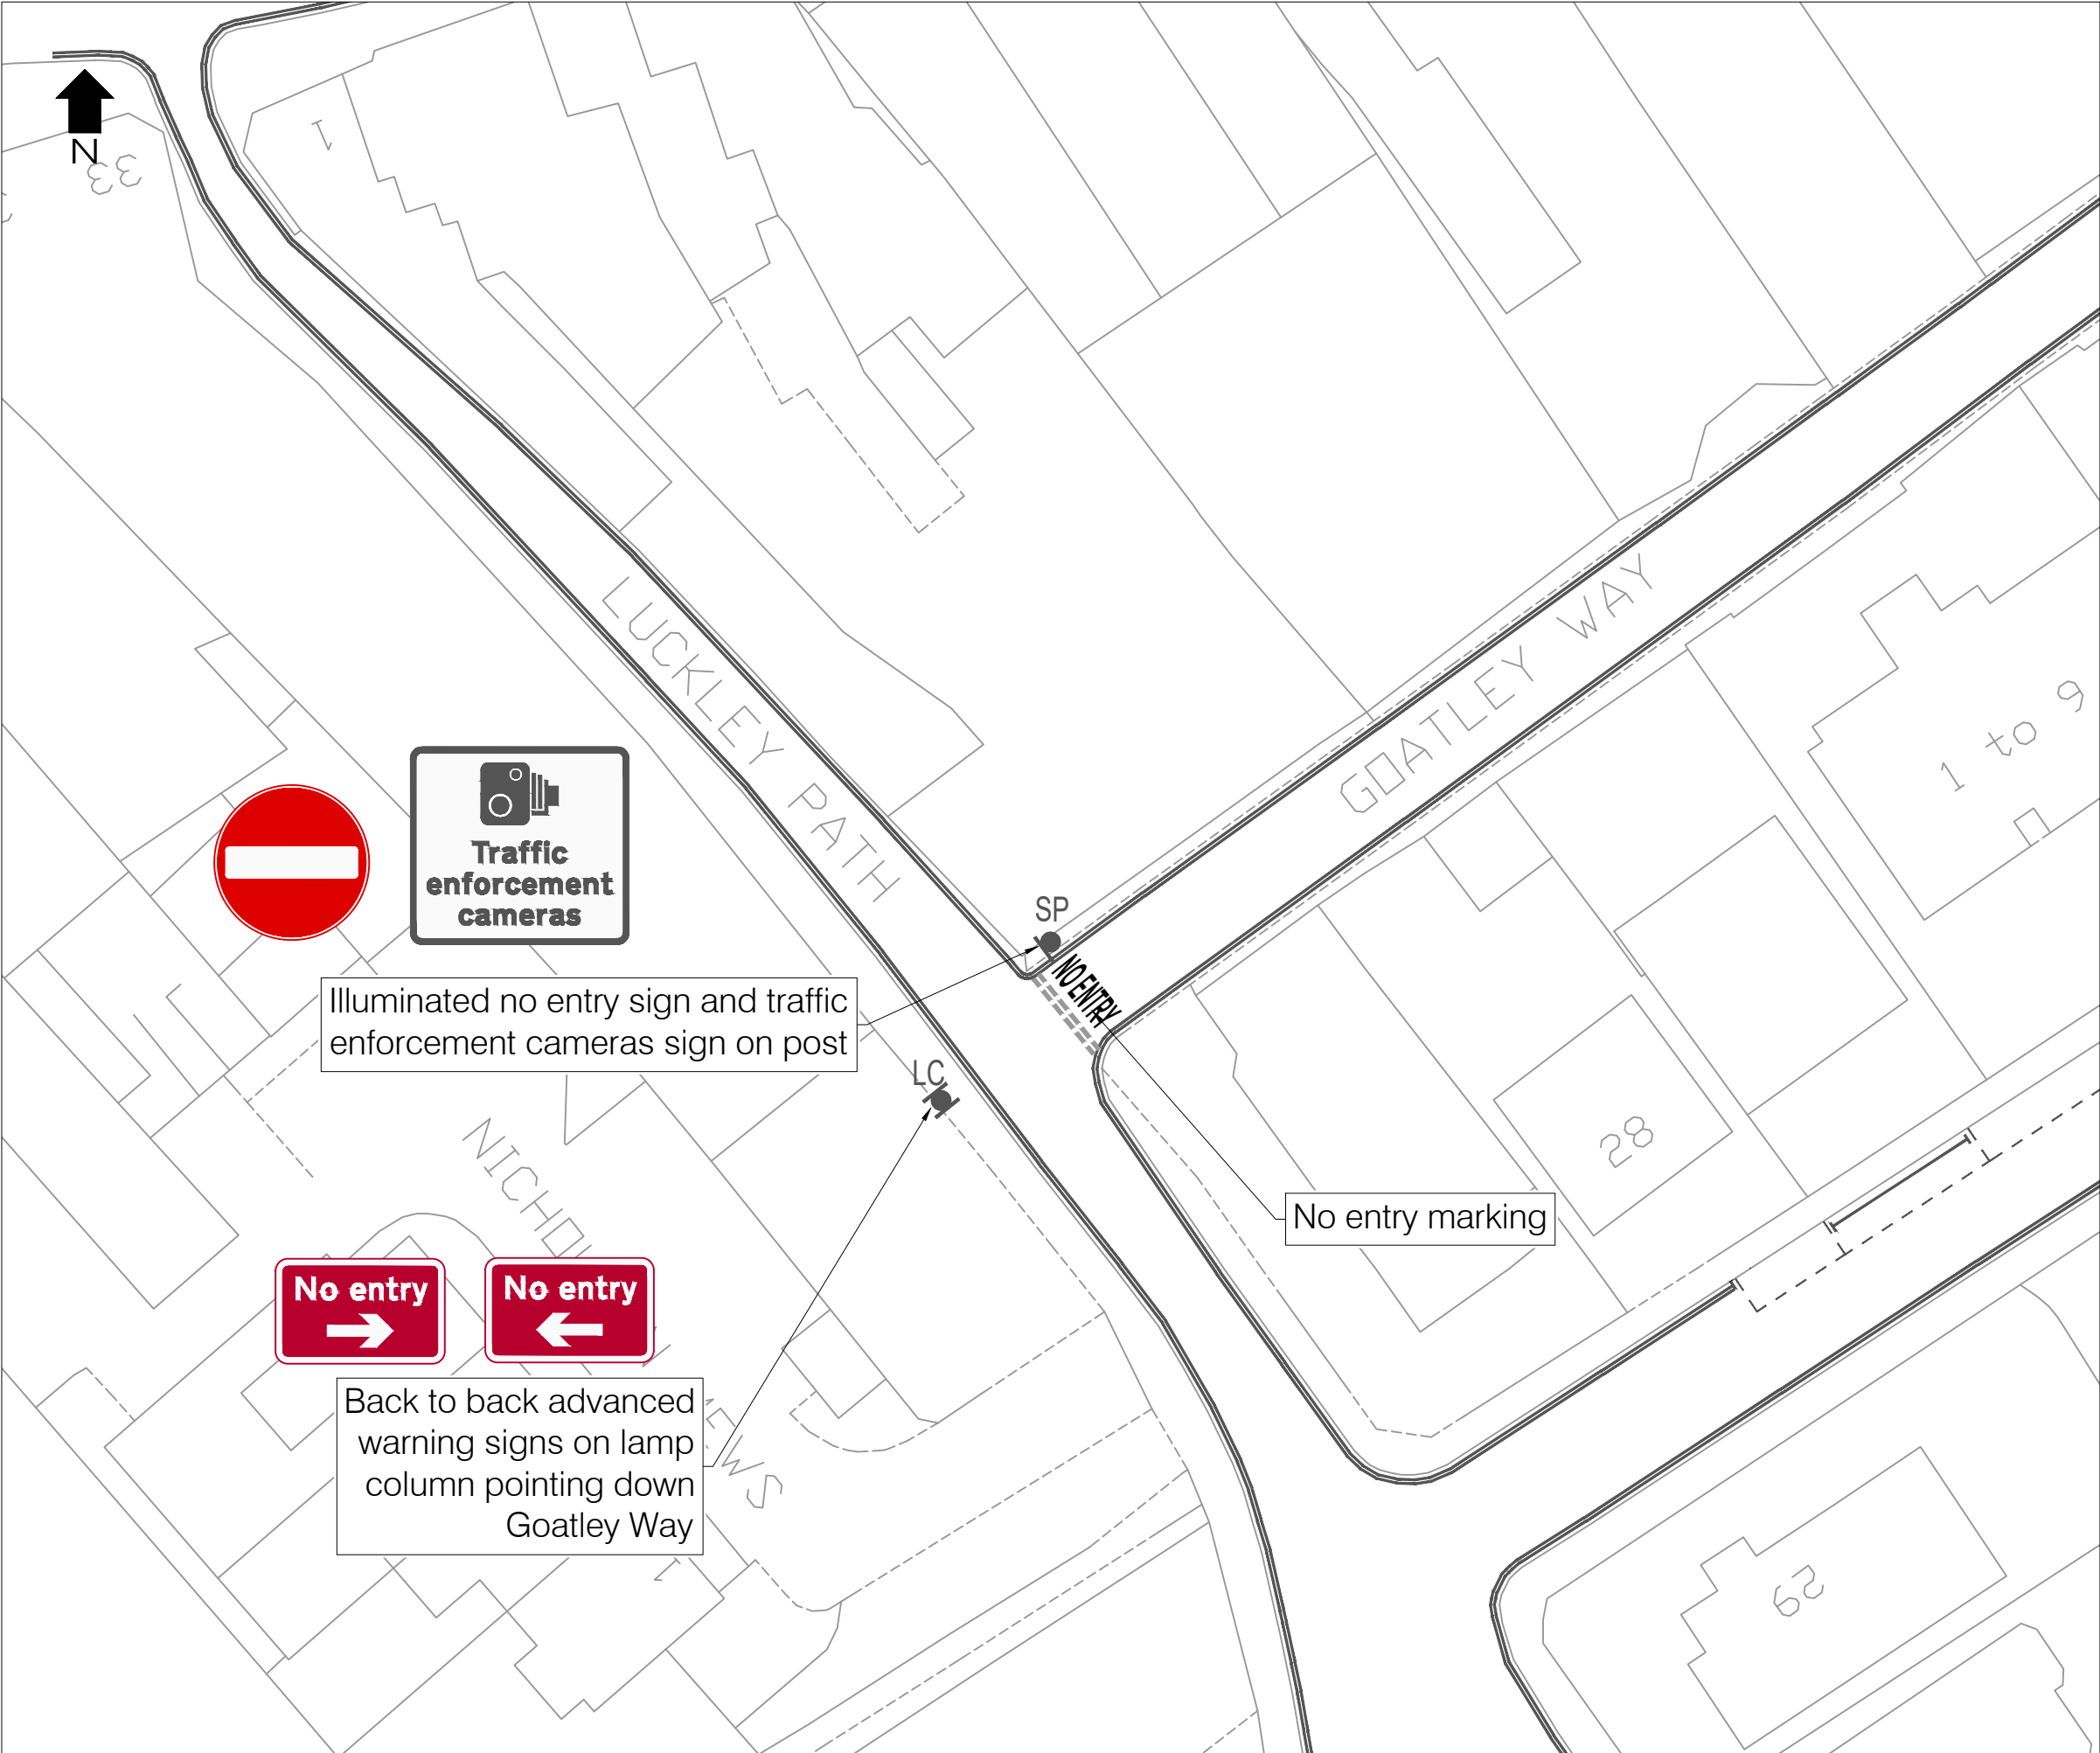 N
33
1
LUCKLEY PATH
GOATLEY WAY
1 to 9
Traffic
enforcement
cameras
SP
NO ENTRY
Illuminated no entry sign and traffic
enforcement cameras sign on post
LC
28
No entry marking
No entry
No entry
Back to back advanced
warning signs on lamp
column pointing down
Goatley Way